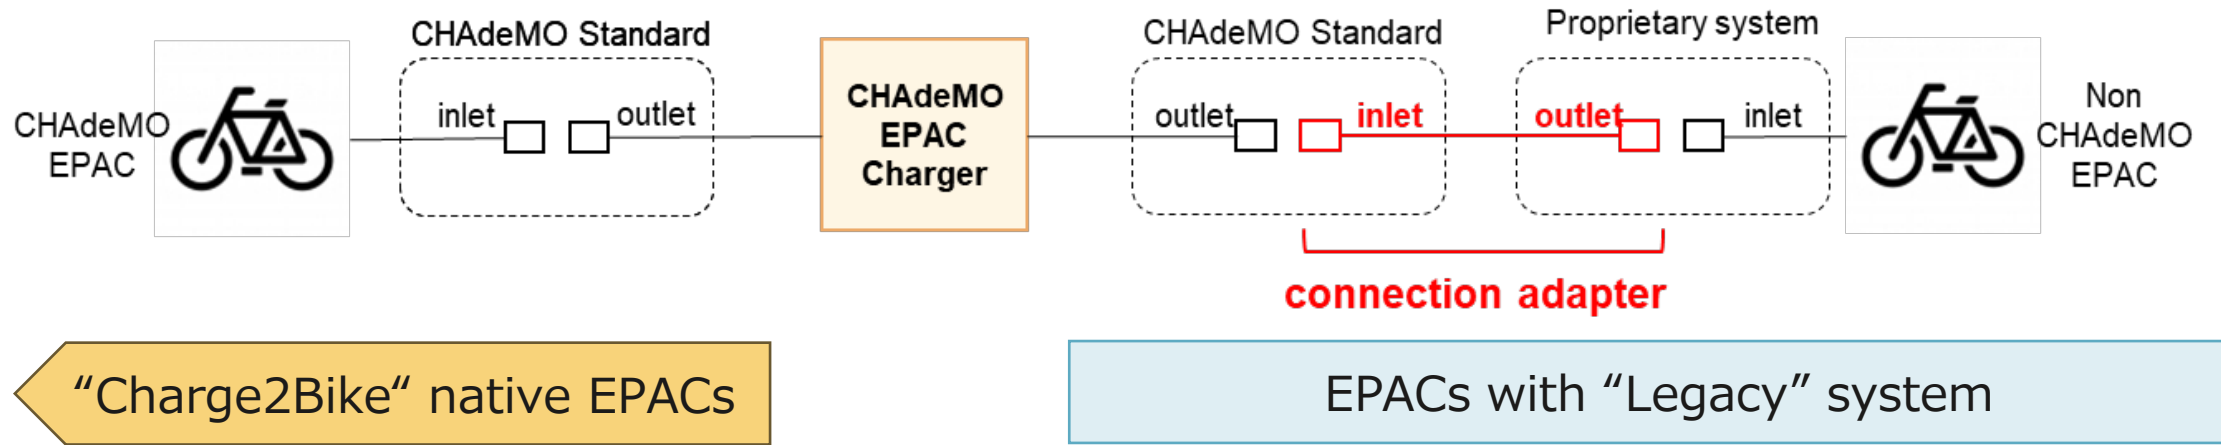 CHAdeMO Standard
CHAdeMO Standard
Proprietary system
CHAdeMO
EPAC
inlet
outlet
CHAdeMO
EPAC
Charger
outlet
inlet
outlet
inlet
Non
CHAdeMO
EPAC
connection adapter
“Charge2Bike“ native EPACs
EPACs with “Legacy” system